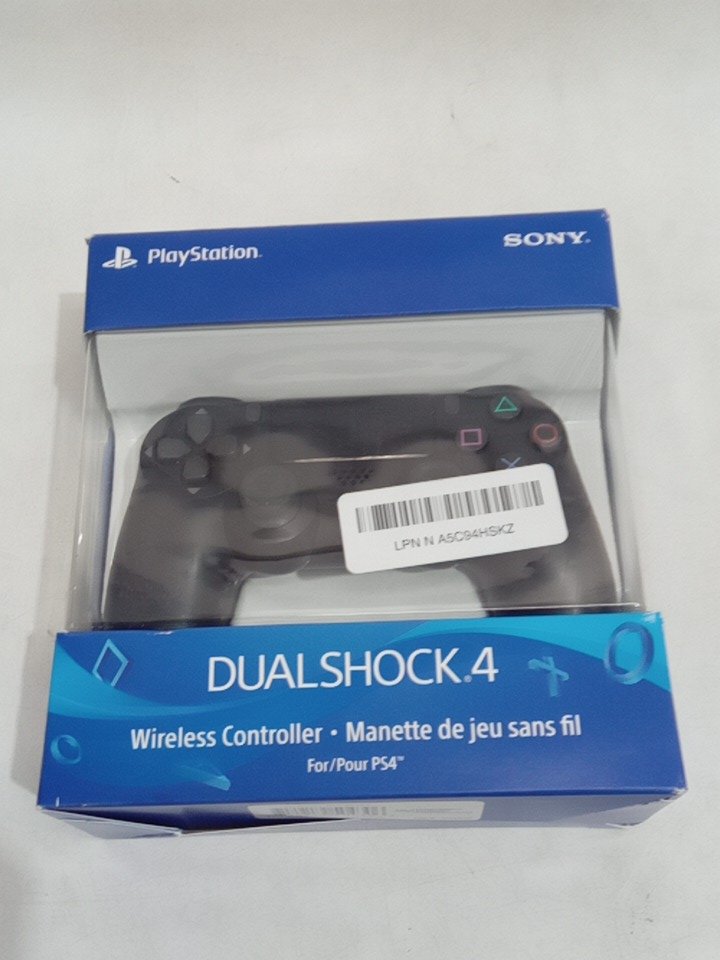 PlayStation
SONY
LPN N A5C94HSKZ
DUALSHOCK®4
Wireless Controller • Manette de jeu sans fil
For/Pour PS4™